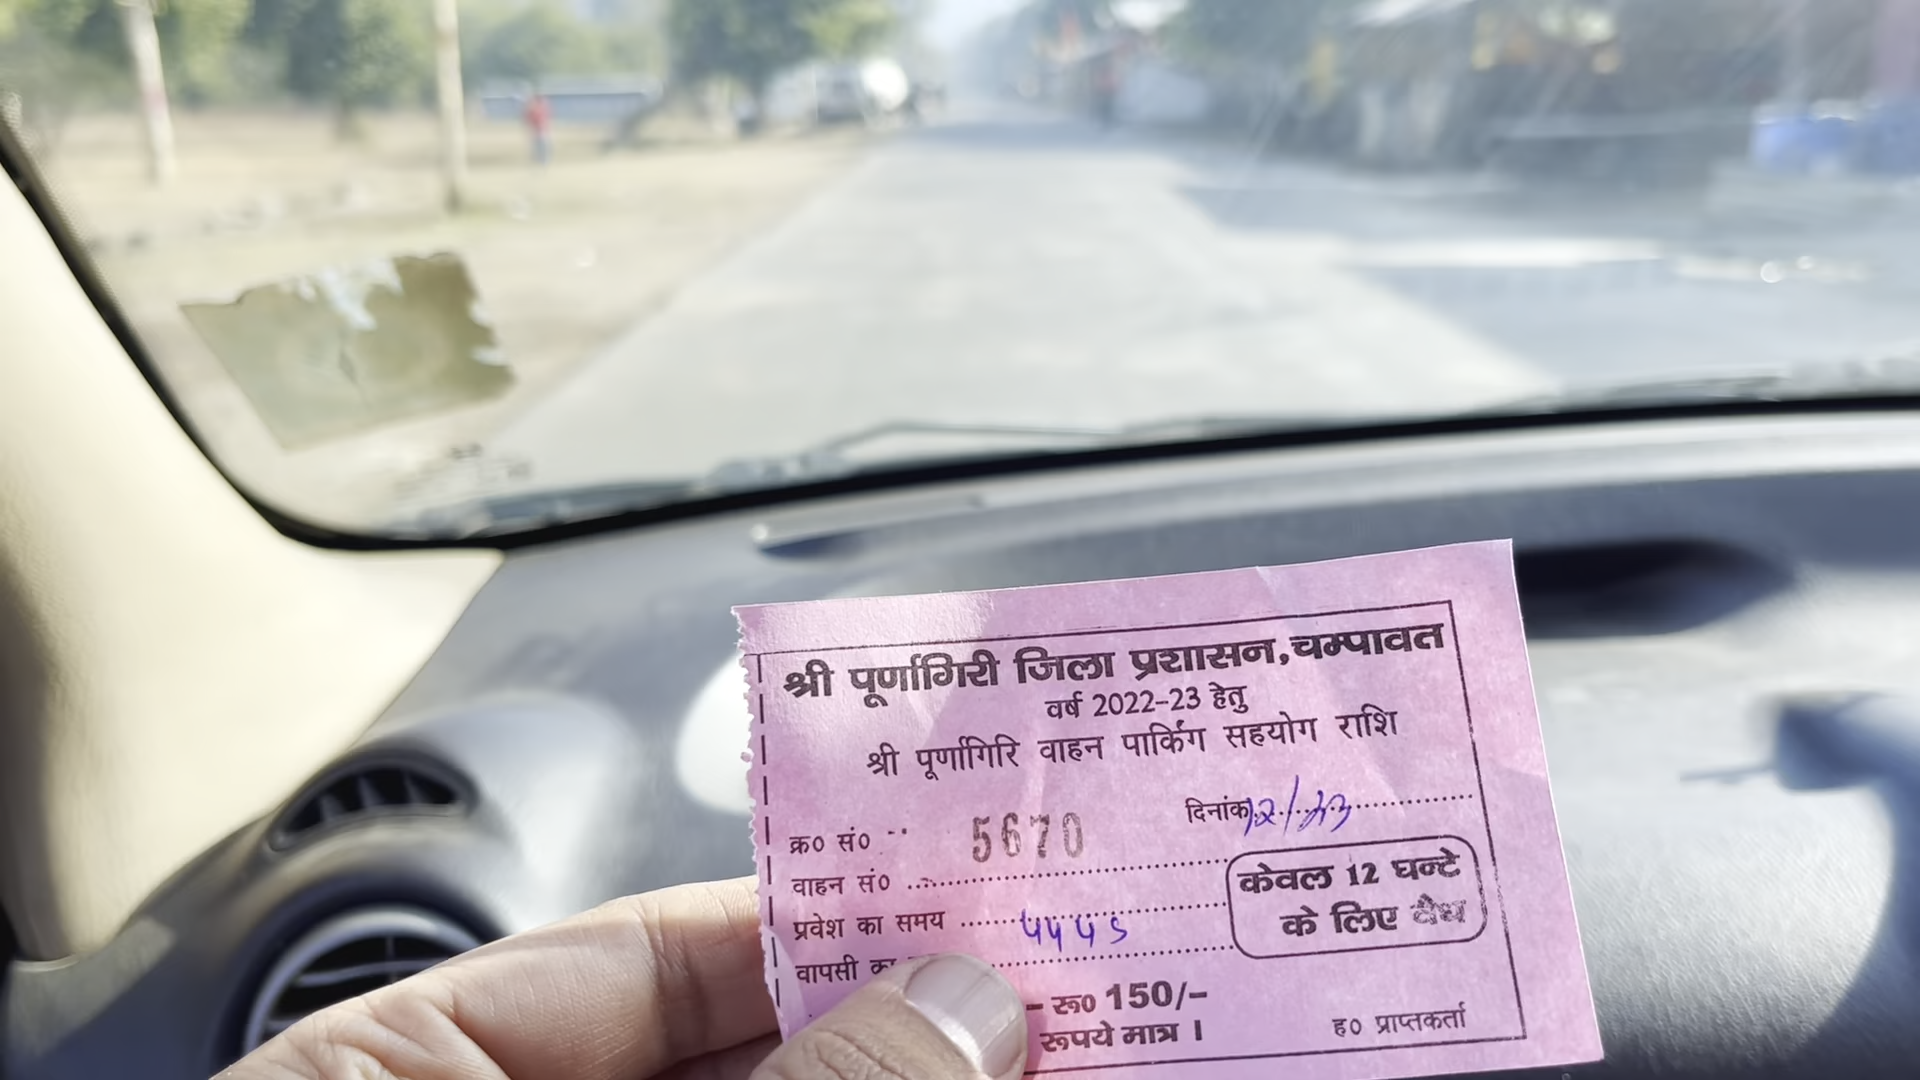 श्री पूर्णागिरी जिला प्रशासन, चम्पावत
वर्ष 2022-23 हेतु
श्री पूर्णागिरि वाहन पार्किंग सहयोग राशि
दिनांक
क्र० सं० 5670
वाहन सं०
केवल 12 घन्टे
के लिए वैध
प्रवेश का समय
वापसी का
- रू० 150/-
रूपये मात्र ।
ह० प्राप्तकर्ता